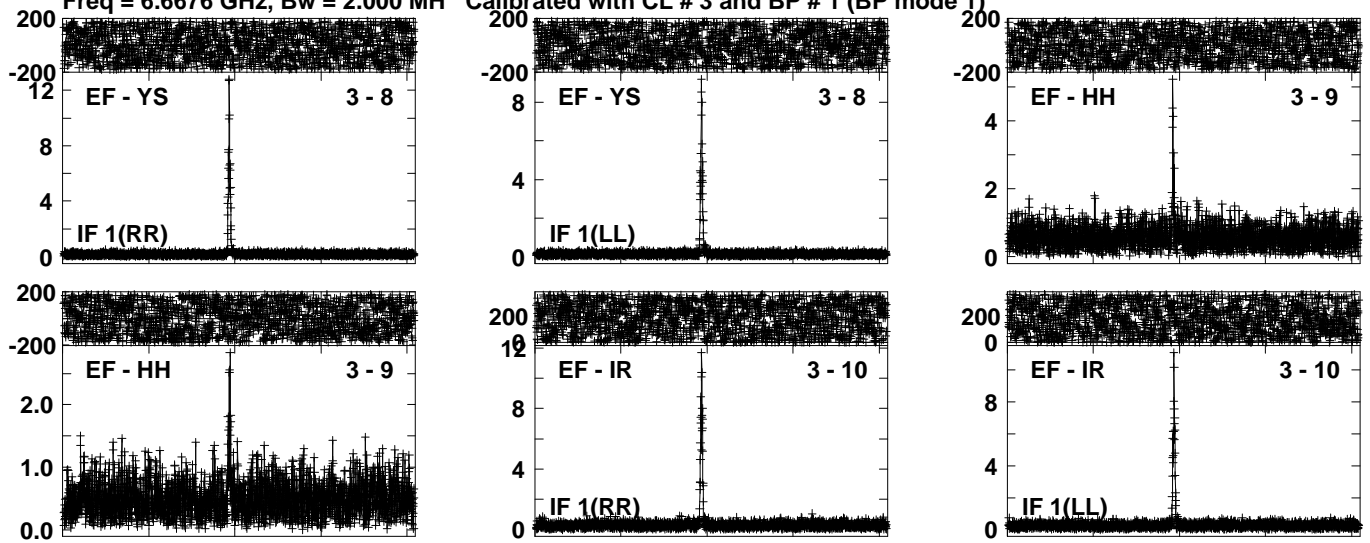 Freq = 6.6676 GHz, Bw = 2.000 MH Calibrated with CL # 3 and BP # 1 (BP mode 1)
200
-200
EF - YS 3 - 8
12
8
4
0
IF 1(RR)
200
-200
EF - YS 3 - 8
8
4
0
IF 1(LL)
200
-200
EF - HH 3 - 9
4
2
0
200
-200
EF - HH 3 - 9
2.0
1.0
0.0
200
0
EF - IR 3 - 10
12
8
4
0
IF 1(RR)
200
0
EF - IR 3 - 10
8
4
0
IF 1(LL)